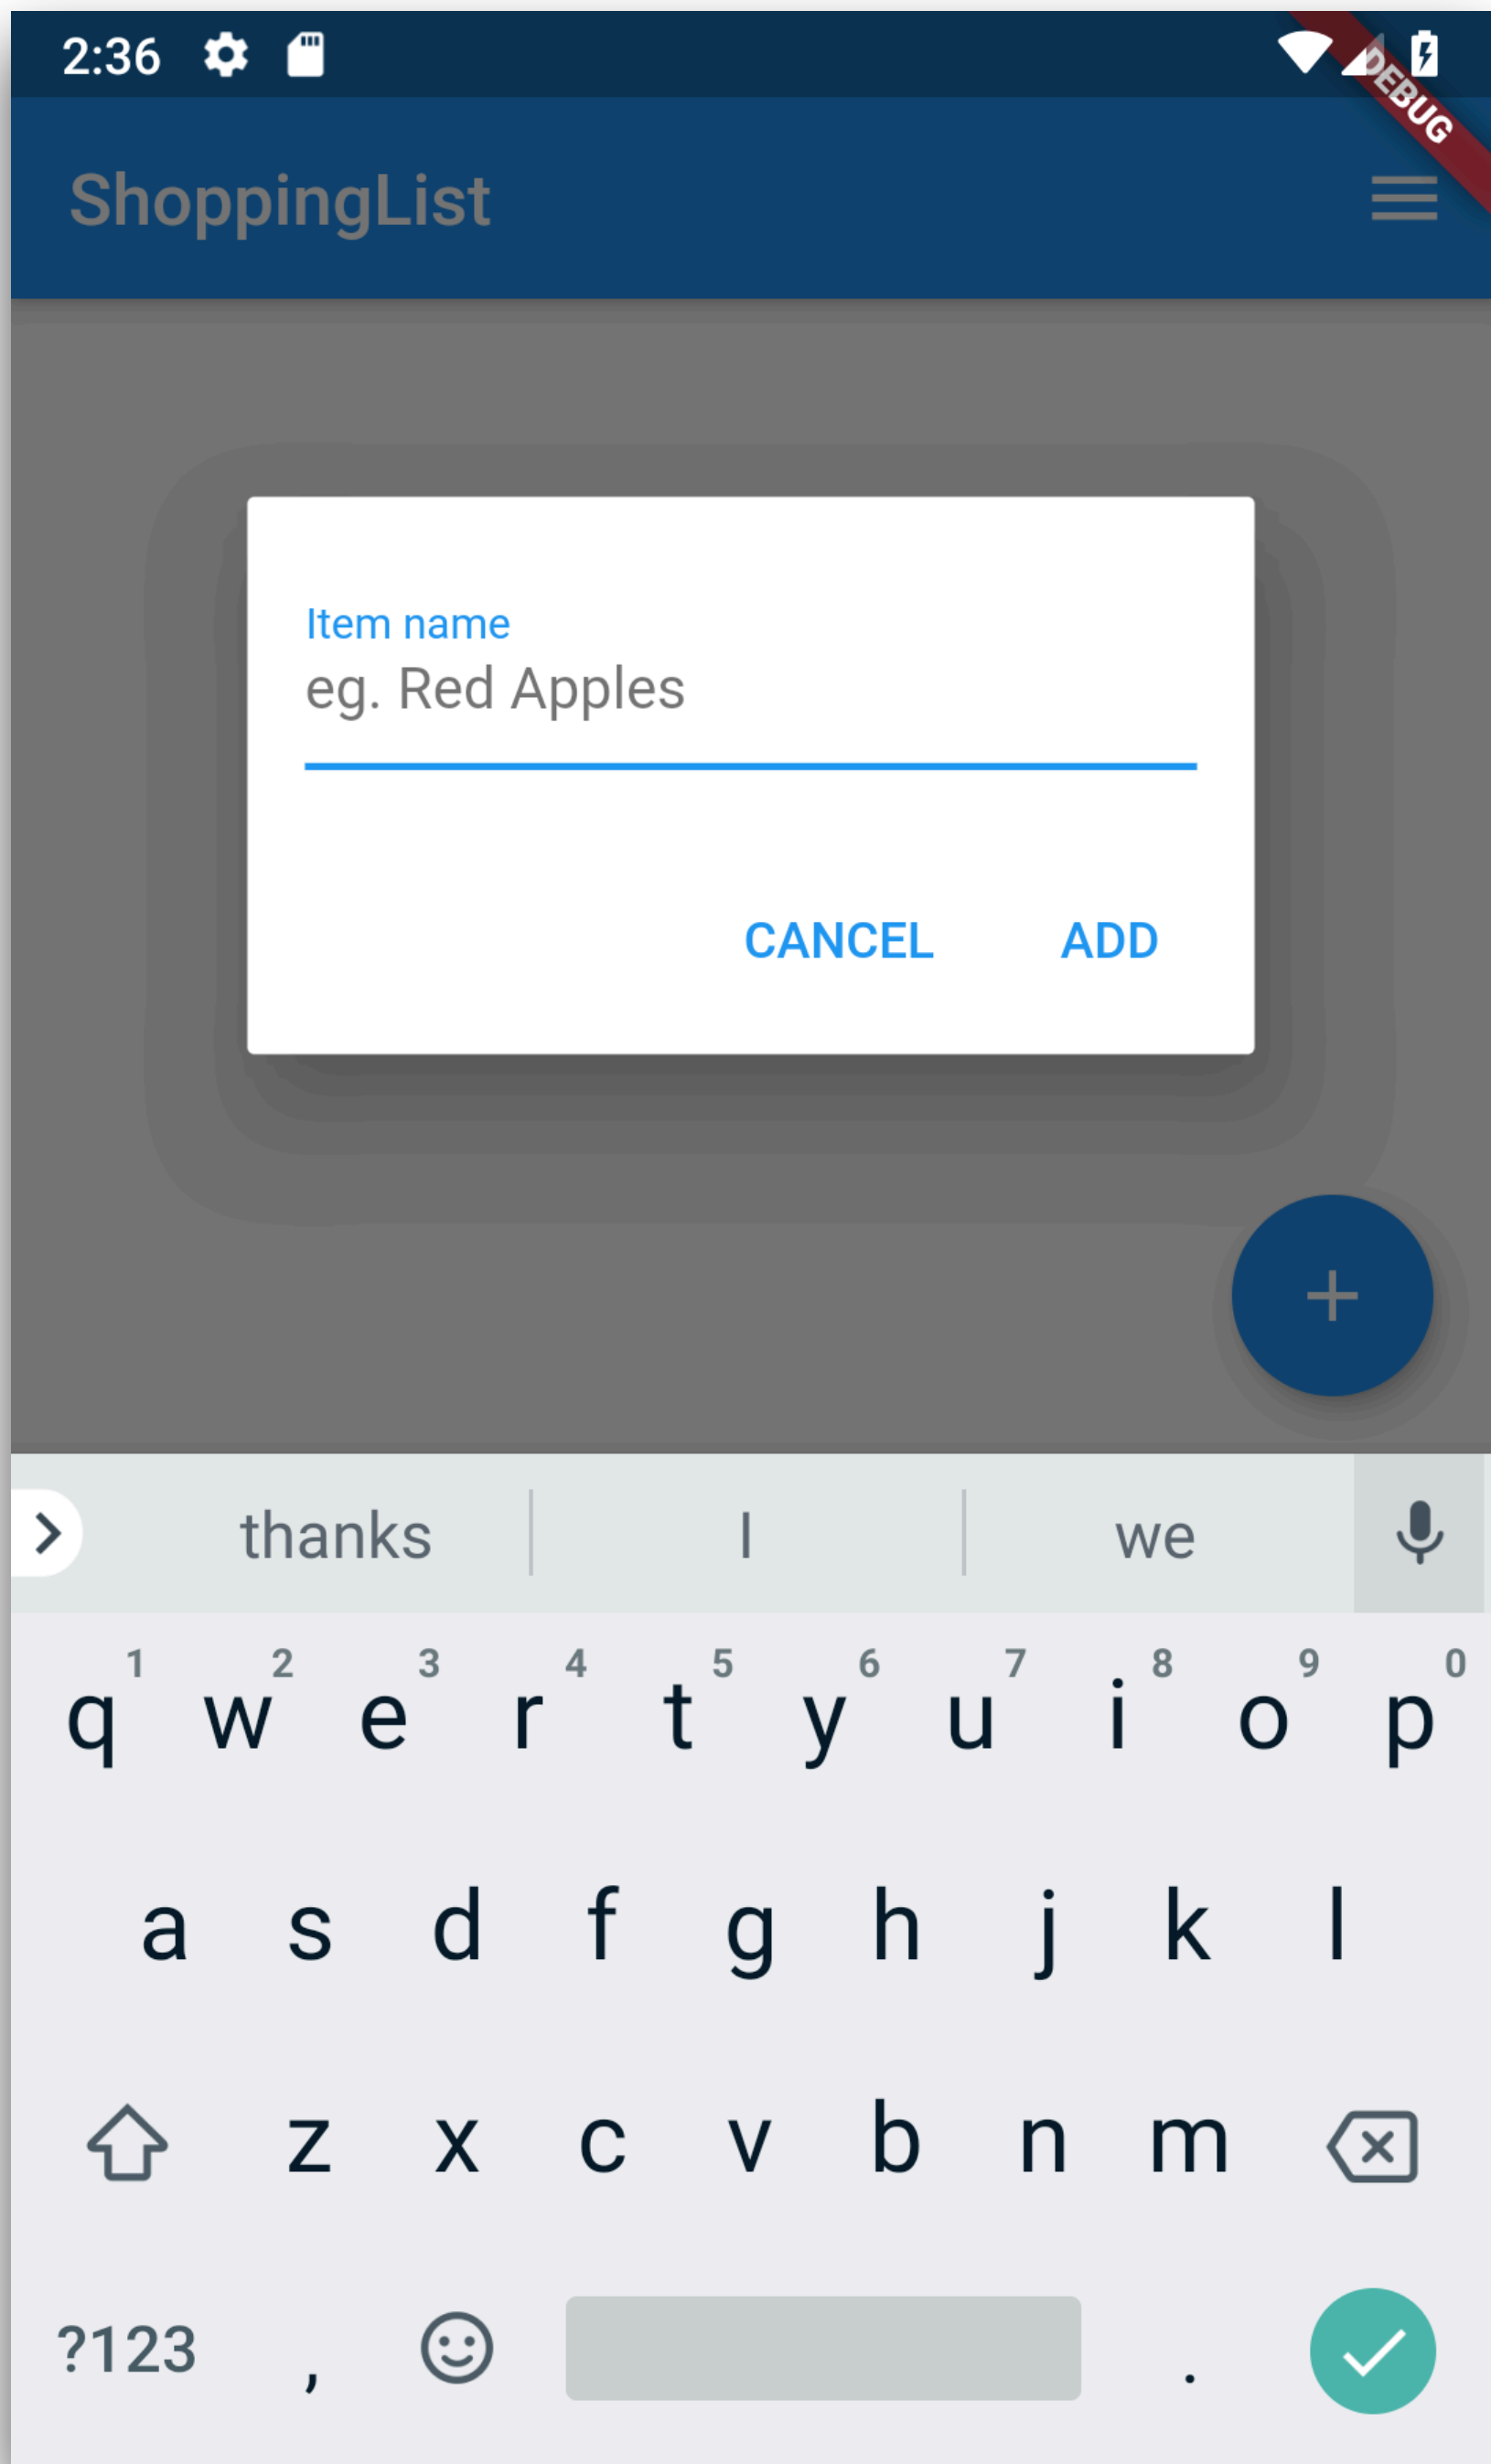 2:36
DEBUG
ShoppingList
Item name
eg. Red Apples
CANCEL ADD
thanks I we
1 2 3 4 5 6 7 8 9 0
q w e r t y u i o p
a s d f g h j k l
z x c v b n m
?123 , .